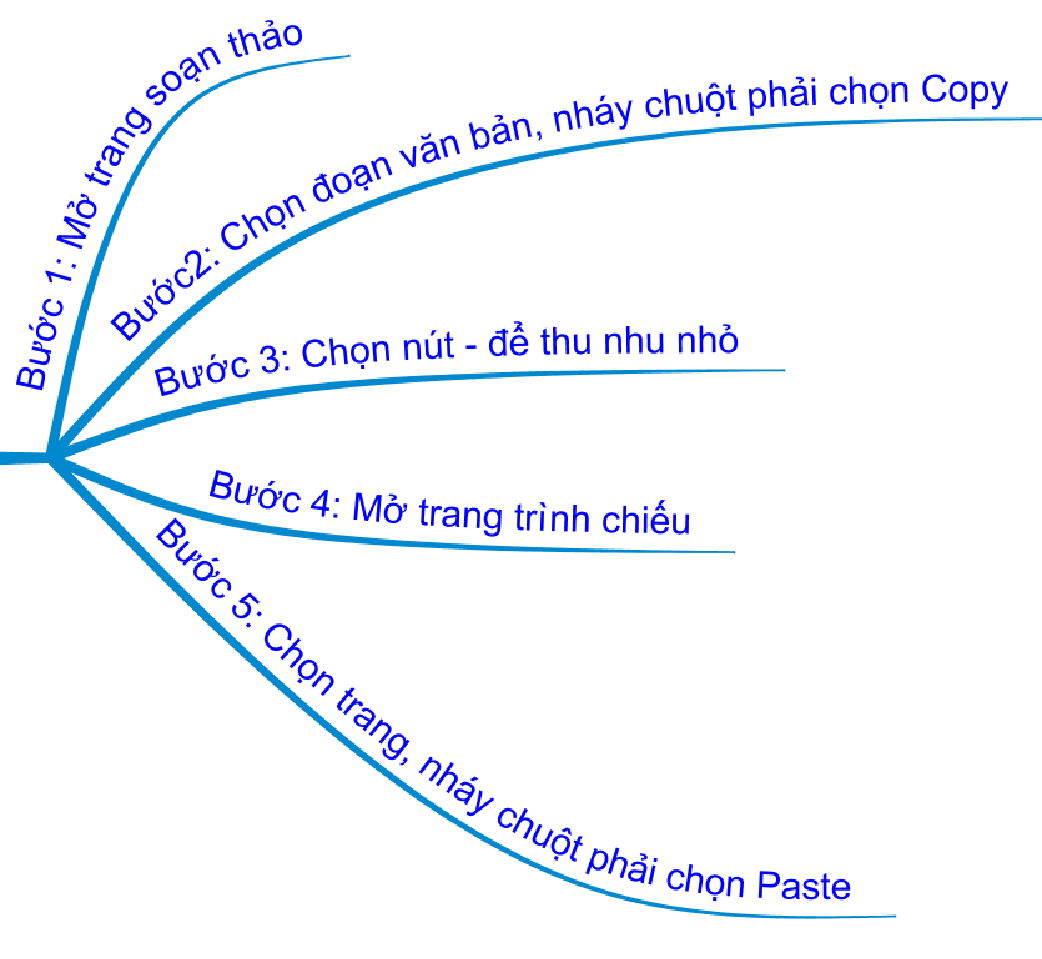 Bước 1: Mở trang soạn thảo
Bước2: Chọn đoạn văn bản, nháy chuột phải chọn Copy
Bước 3: Chọn nút - để thu nhu nhỏ
Bước 4: Mở trang trình chiếu
Bước 5: Chọn trang, nháy chuột phải chọn Paste